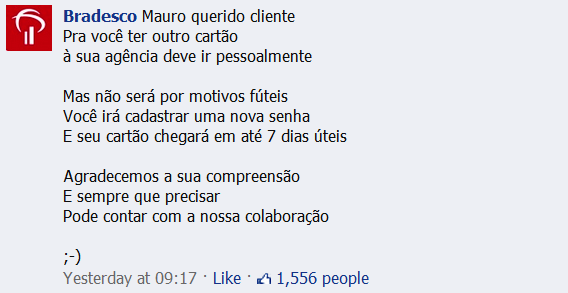 Bradesco Mauro querido cliente
Pra você ter outro cartão
à sua agência deve ir pessoalmente
Mas não será por motivos fúteis
Você irá cadastrar uma nova senha
E seu cartão chegará em até 7 dias úteis
Agradecemos a sua compreensão
E sempre que precisar
Pode contar com a nossa colaboração
;-)
Yesterday at 09:17 · Like · 1,556 people